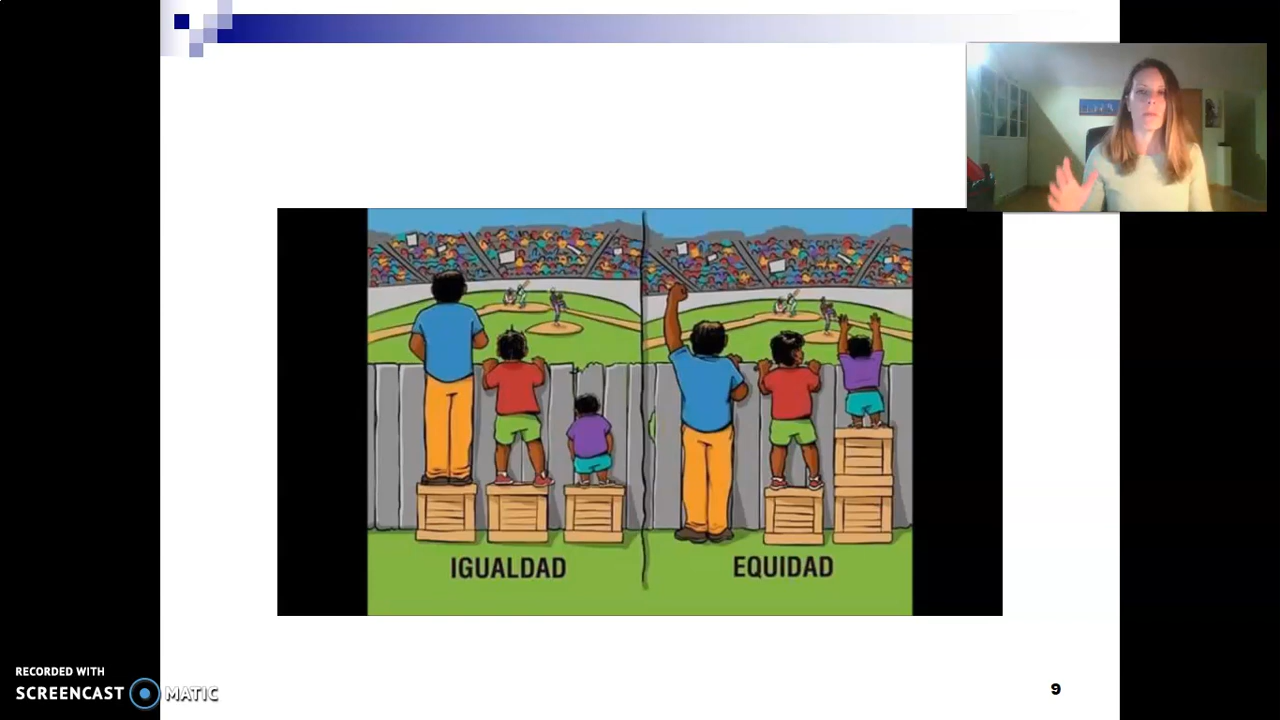 IGUALDAD
EQUIDAD
RECORDED WITH
SCREENCAST MATIC
9